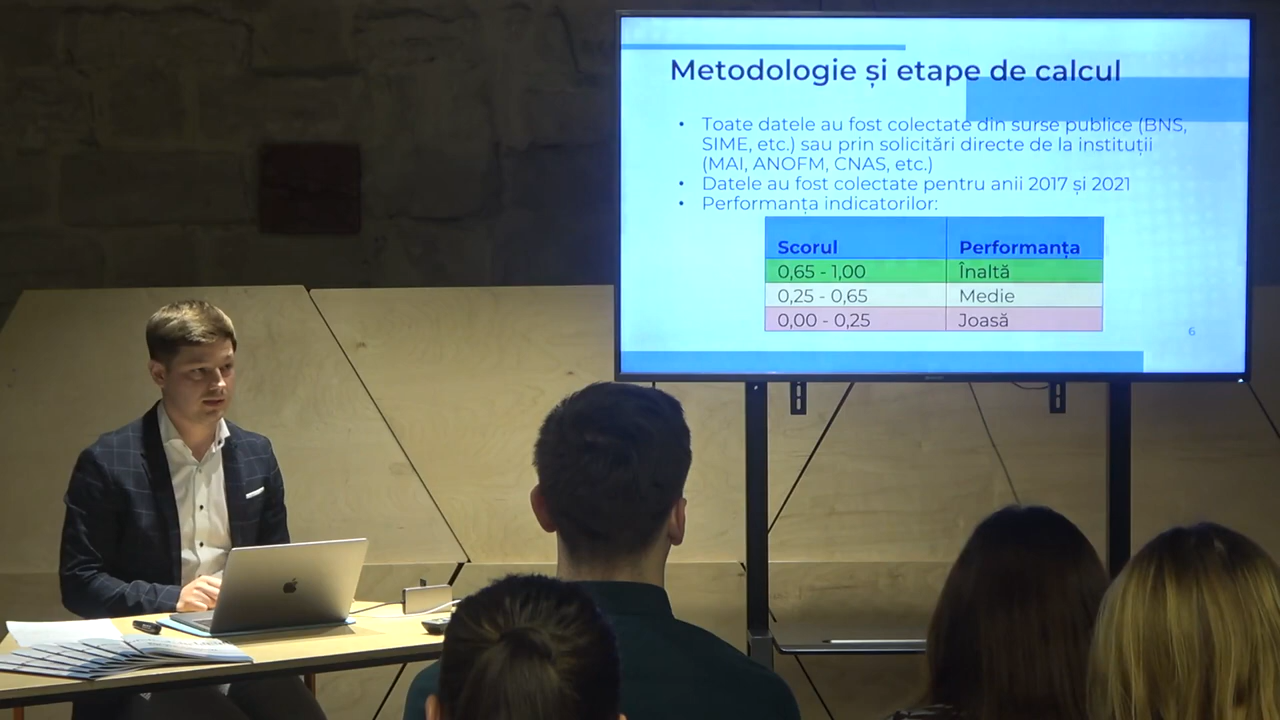 Metodologie și etape de calcul
• Toate datele au fost colectate din surse publice (BNS,
SIME, etc.) sau prin solicitări directe de la instituții
(MAI, ANOFM, CNAS, etc.)
• Datele au fost colectate pentru anii 2017 și 2021
• Performanța indicatorilor:
Scorul Performanța
0,65 - 1,00 Înaltă
0,25 - 0,65 Medie
0,00 - 0,25 Joasă
6